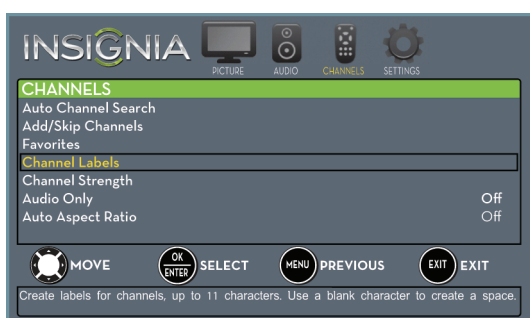 INSIGNIA
PICTURE AUDIO CHANNELS SETTINGS
CHANNELS
Auto Channel Search
Add/Skip Channels
Favorites
Channel Labels
Channel Strength
Audio Only Off
Auto Aspect Ratio Off
MOVE OK ENTER SELECT MENU PREVIOUS EXIT EXIT
Create labels for channels, up to 11 characters. Use a blank character to create a space.